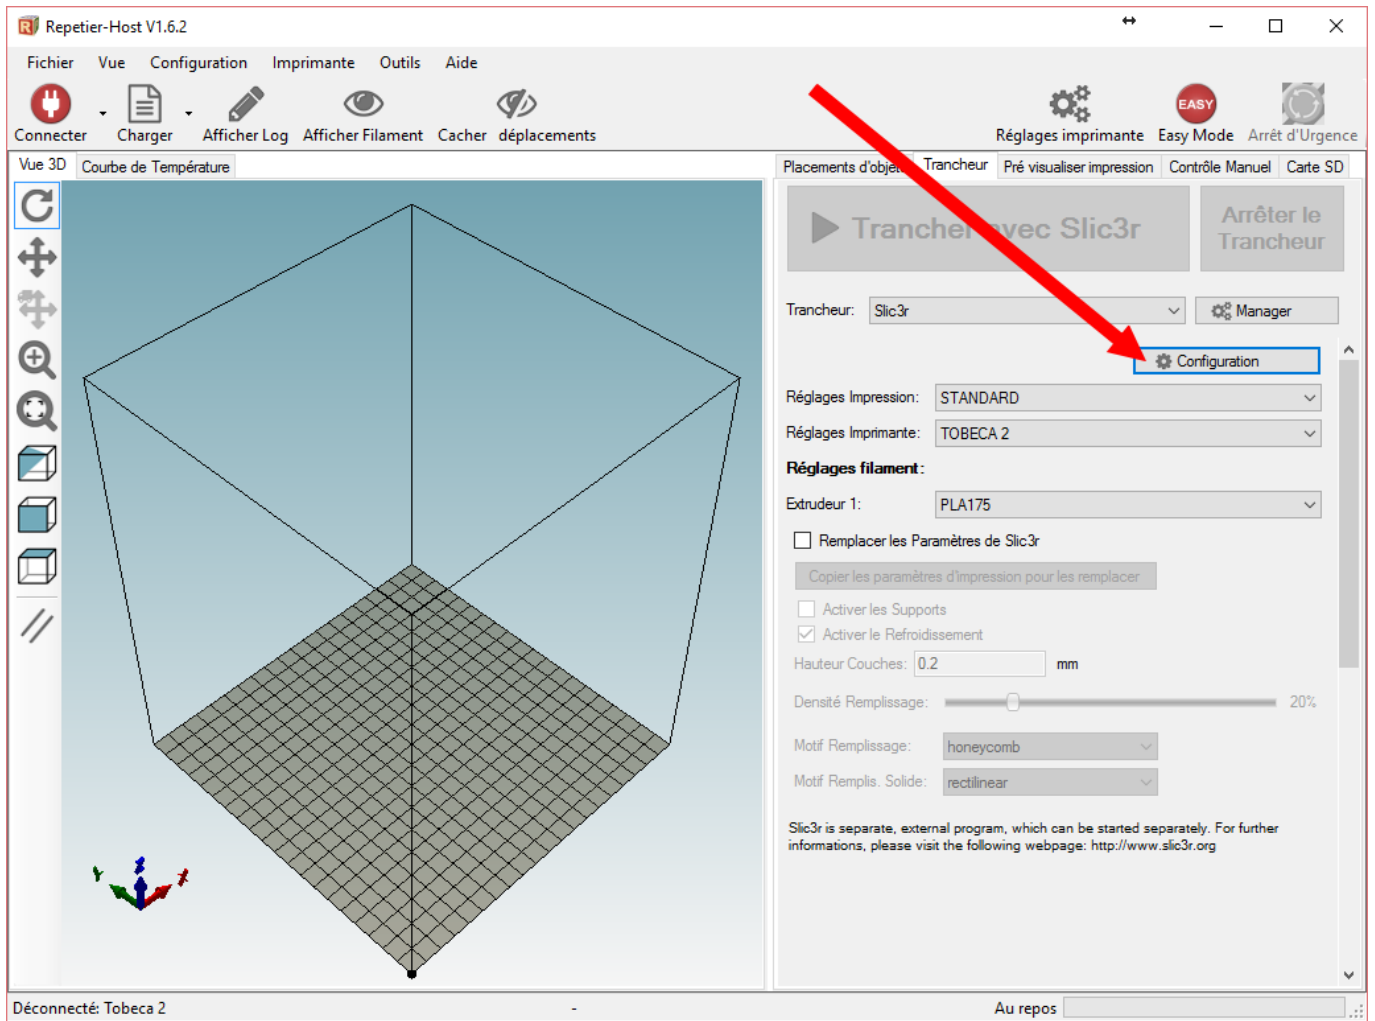 Repetier-Host V1.6.2
Fichier Vue Configuration Imprimante Outils Aide
Connecter Charger Afficher Log Afficher Filament Cacher déplacements Réglages imprimante Easy Mode Arrêt d'Urgence
EASY
Vue 3D Courbe de Température
Placements d'objets Trancheur Pré visualiser impression Contrôle Manuel Carte SD
Trancher avec Slic3r
Arrêter le
Trancheur
Trancheur: Slic3r Manager
Configuration
Réglages Impression: STANDARD
Réglages Imprimante: TOBECA 2
Réglages filament:
Extrudeur 1: PLA175
Remplacer les Paramètres de Slic3r
Copier les paramètres d'impression pour les remplacer
Activer les Supports
Activer le Refroidissement
Hauteur Couches: 0.2 mm
Densité Remplissage: 20%
Motif Remplissage: honeycomb
Motif Remplis. Solide: rectilinear
Slic3r is separate, external program, which can be started separately. For further
informations, please visit the following webpage: http://www.slic3r.org
Y Z X
Déconnecté: Tobeca 2 - Au repos